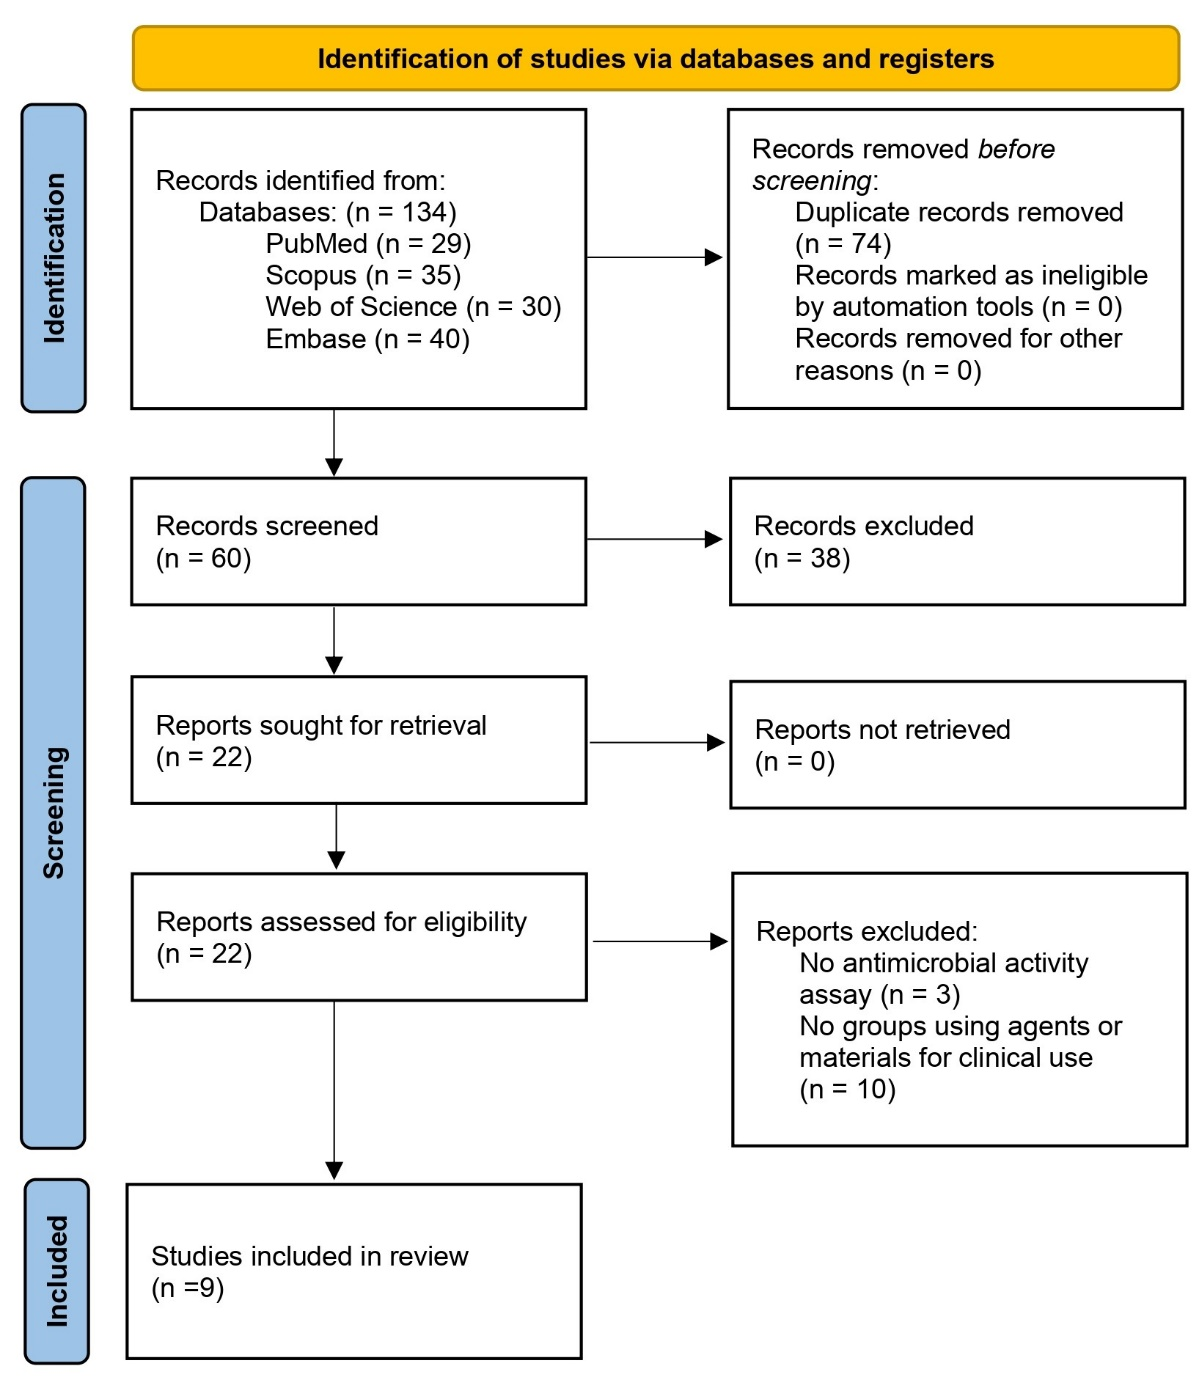 Identification of studies via databases and registers
Identification
Records identified from:
Databases: (n = 134)
PubMed (n = 29)
Scopus (n = 35)
Web of Science (n = 30)
Embase (n = 40)
Records removed before
screening:
Duplicate records removed
(n = 74)
Records marked as ineligible
by automation tools (n = 0)
Records removed for other
reasons (n = 0)
Screening
Records screened
(n = 60)
Records excluded
(n = 38)
Reports sought for retrieval
(n = 22)
Reports not retrieved
(n = 0)
Reports assessed for eligibility
(n = 22)
Reports excluded:
No antimicrobial activity
assay (n = 3)
No groups using agents or
materials for clinical use
(n = 10)
Included
Studies included in review
(n =9)